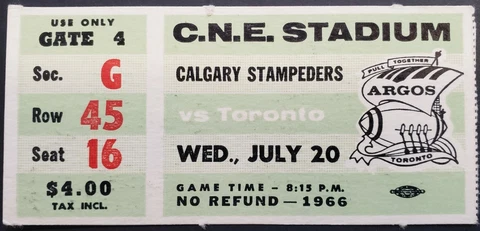 USE ONLY
GATE 4
Sec. G
Row 45
Seat 16
$4.00
TAX INCL.
C.N.E. STADIUM
CALGARY STAMPEDERS
vs Toronto
WED., JULY 20
GAME TIME - 8:15 P.M.
NO REFUND - 1966
PULL TOGETHER
ARGOS
TORONTO